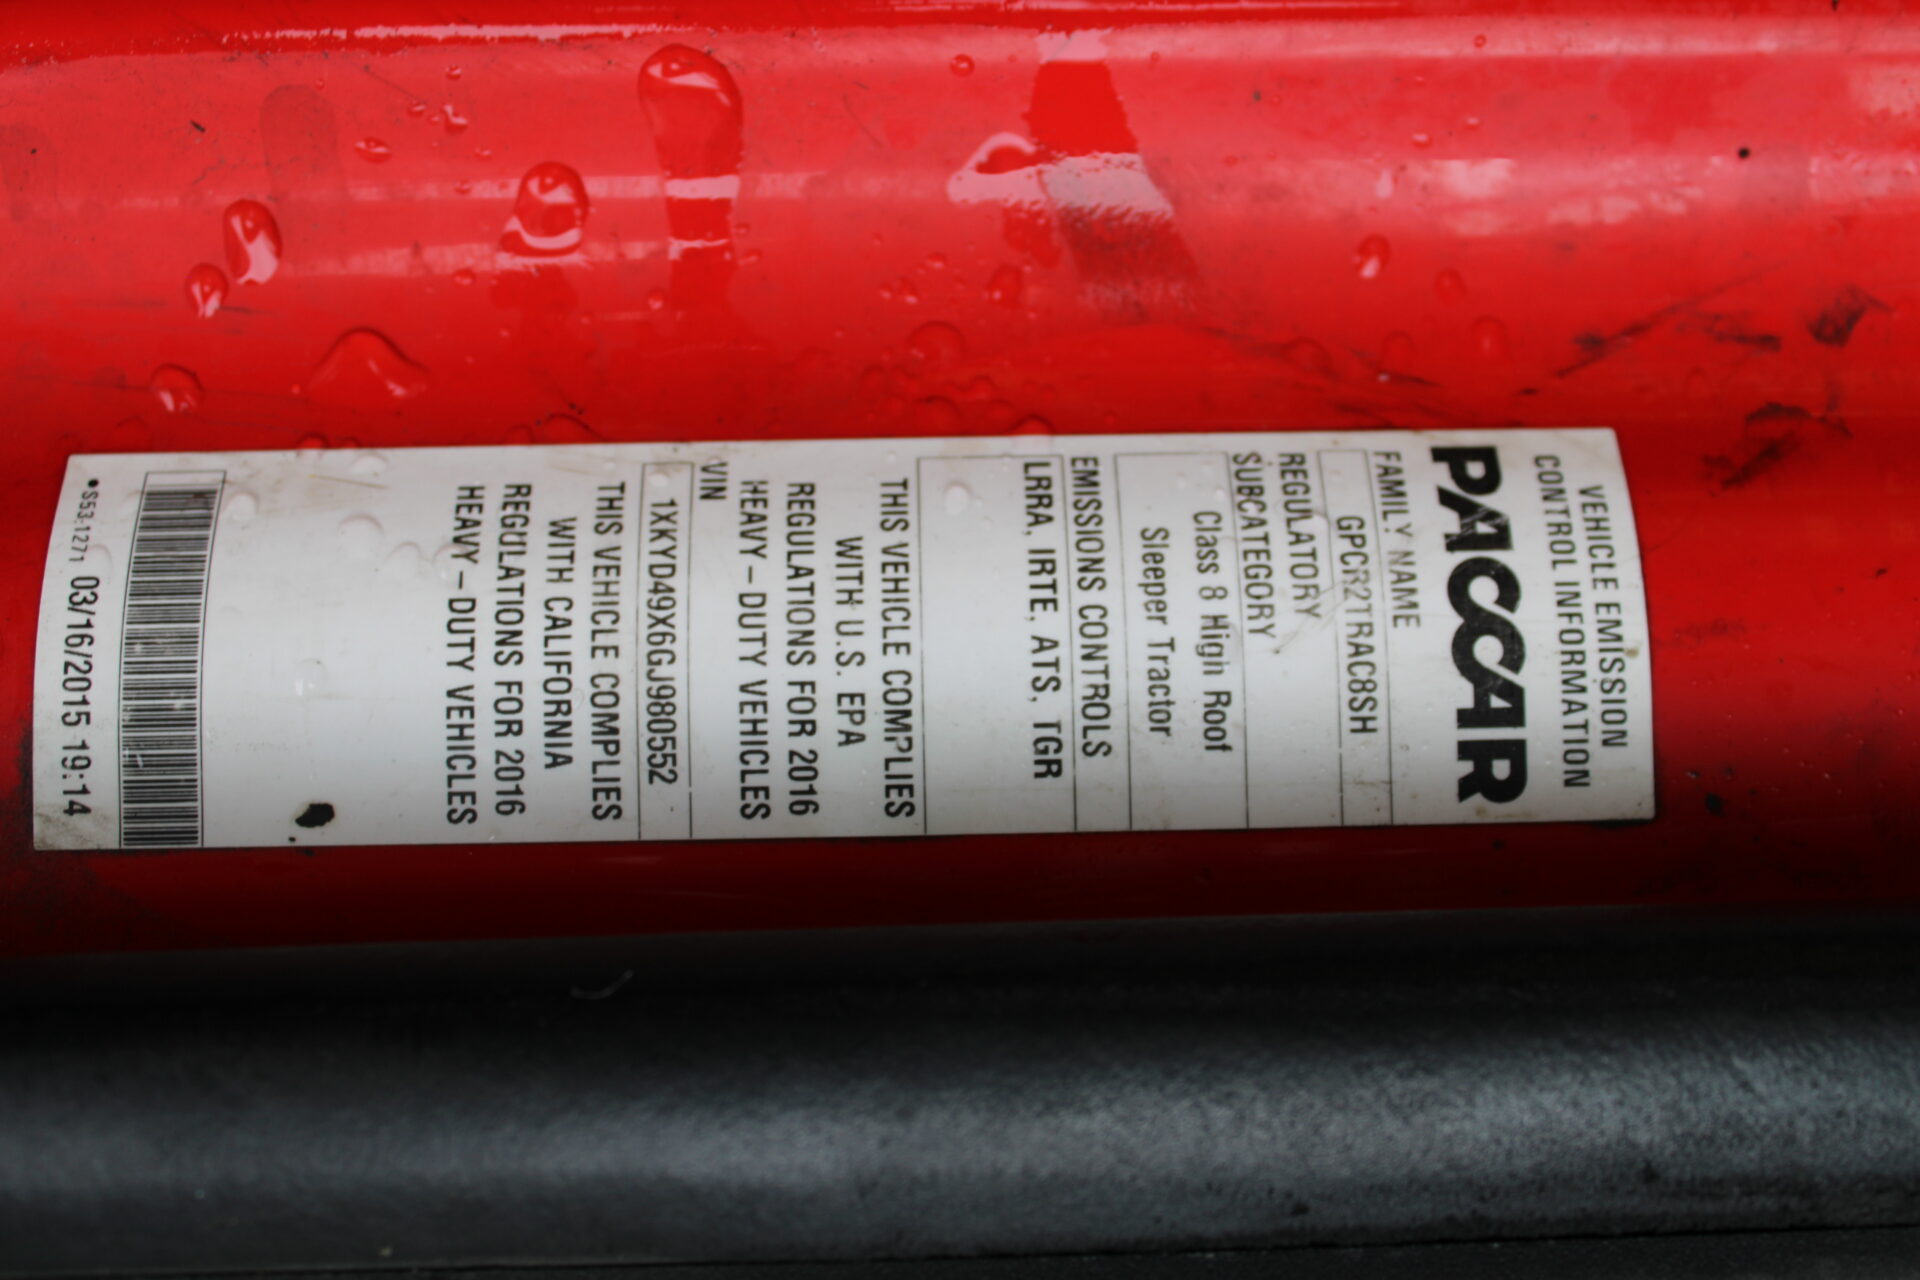 VEHICLE EMISSION
CONTROL INFORMATION
PACCAR
FAMILY NAME
GPCR2TRAC8SH
REGULATORY
SUBCATEGORY
Class 8 High Roof
Sleeper Tractor
EMISSIONS CONTROLS
LRRA, IRTE, ATS, TGR
THIS VEHICLE COMPLIES
WITH U.S. EPA
REGULATIONS FOR 2016
HEAVY-DUTY VEHICLES
VIN
1XKYD49X6GJ980552
THIS VEHICLE COMPLIES
WITH CALIFORNIA
REGULATIONS FOR 2016
HEAVY-DUTY VEHICLES
•S53-1271 03/16/2015 19:14